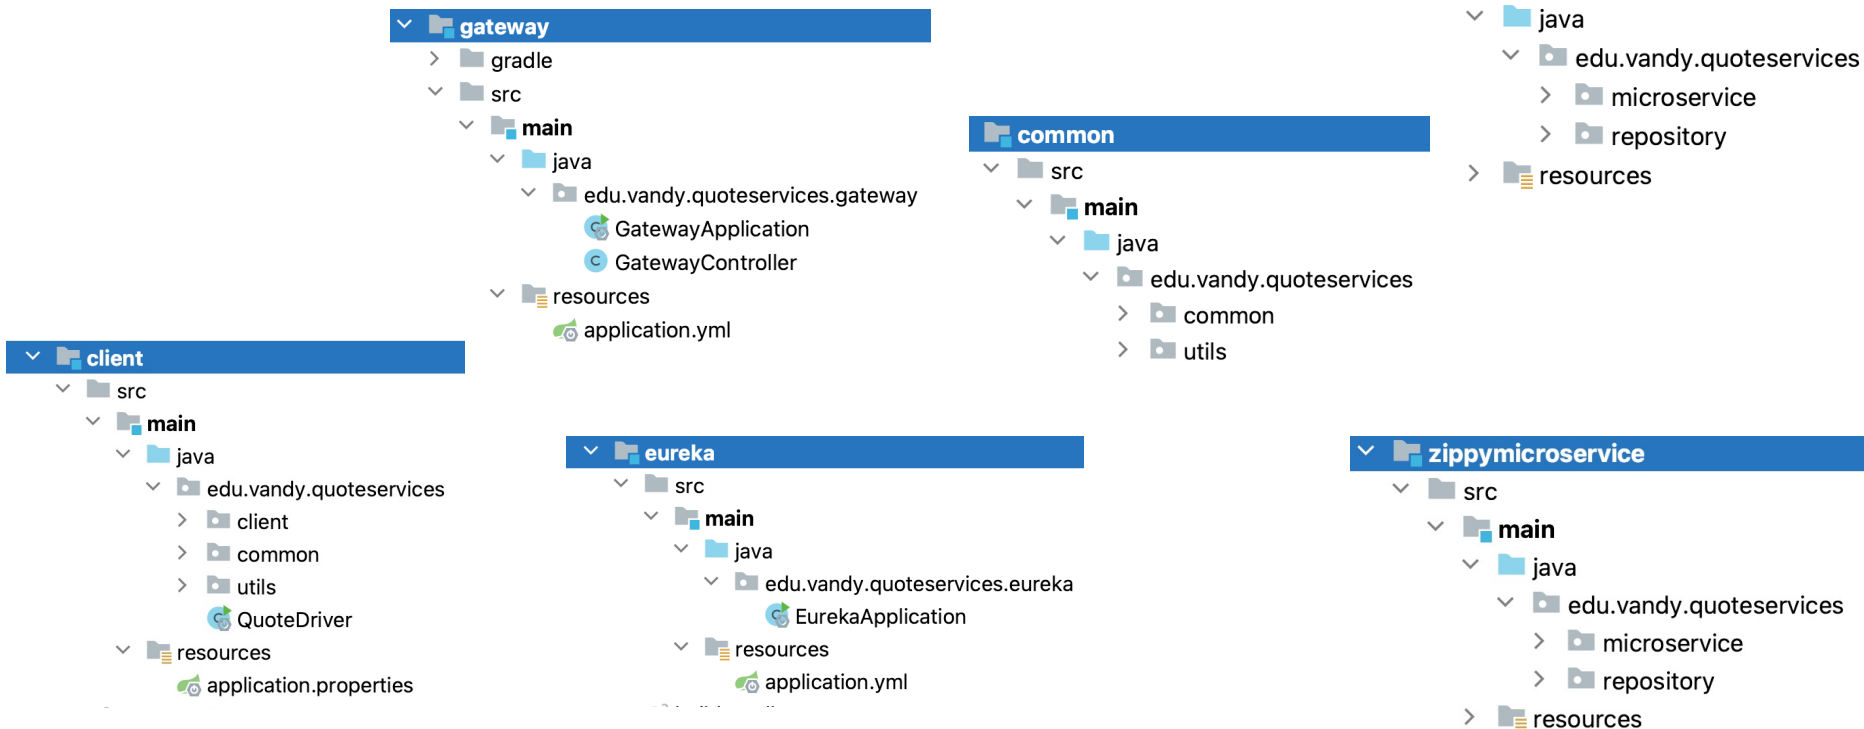 gateway
gradle
src
main
java
edu.vandy.quoteservices.gateway
GatewayApplication
GatewayController
resources
application.yml
common
src
main
java
edu.vandy.quoteservices
common
utils
java
edu.vandy.quoteservices
microservice
repository
resources
client
src
main
java
edu.vandy.quoteservices
client
common
utils
QuoteDriver
resources
application.properties
eureka
src
main
java
edu.vandy.quoteservices.eureka
EurekaApplication
resources
application.yml
zippymicroservice
src
main
java
edu.vandy.quoteservices
microservice
repository
resources